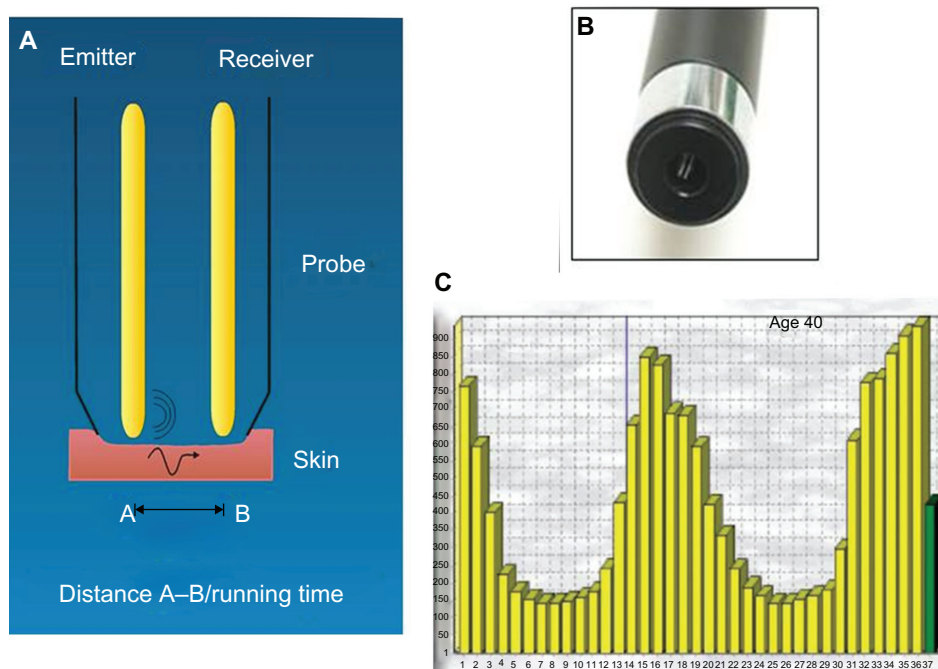 A
Emitter Receiver
Probe
Skin
A B
Distance A–B/running time
B
C
Age 40
900
850
800
750
700
650
600
550
500
450
400
350
300
250
200
150
100
50
1
1 2 3 4 5 6 7 8 9 10 11 12 13 14 15 16 17 18 19 20 21 22 23 24 25 26 27 28 29 30 31 32 33 34 35 36 37